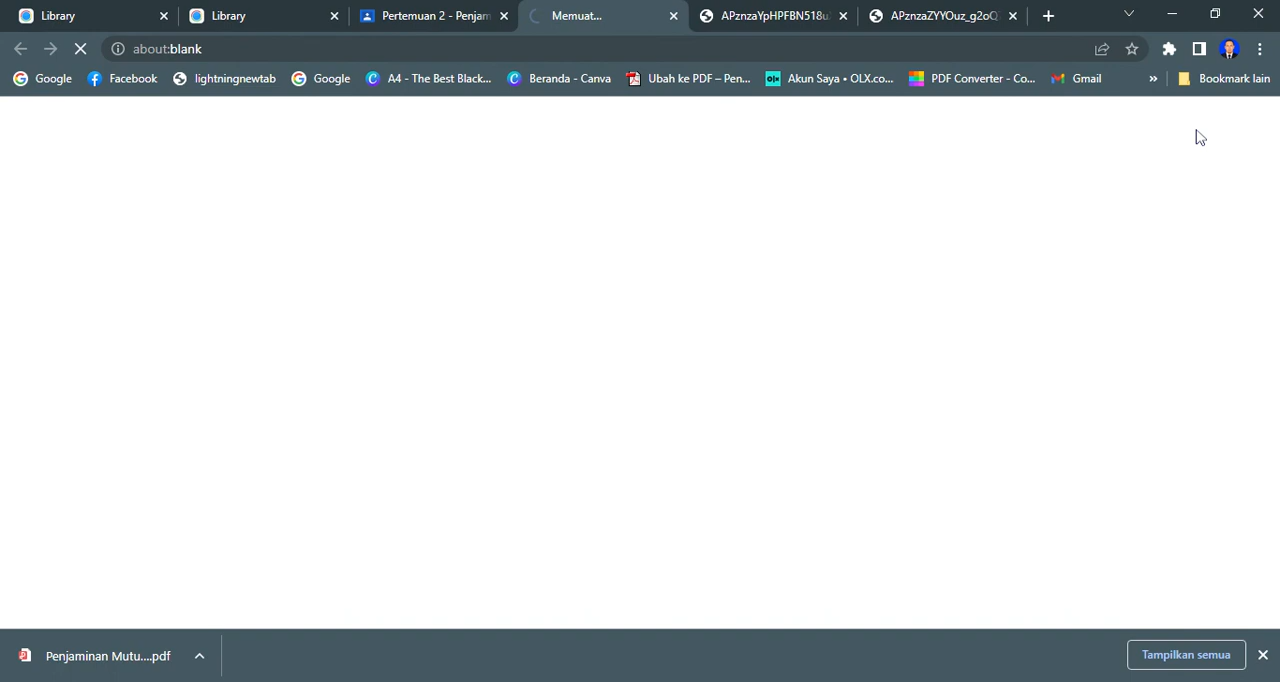 Library
Library
Pertemuan 2 - Penjam
Memuat...
APznzaYpHPFBN518u
APznzaZYYOuz_g2oQ
about:blank
Google
Facebook
lightningnewtab
Google
A4 - The Best Black...
Beranda - Canva
Ubah ke PDF – Pen...
Akun Saya • OLX.co...
PDF Converter - Co...
Gmail
»
Bookmark lain
Penjaminan Mutu....pdf
Tampilkan semua